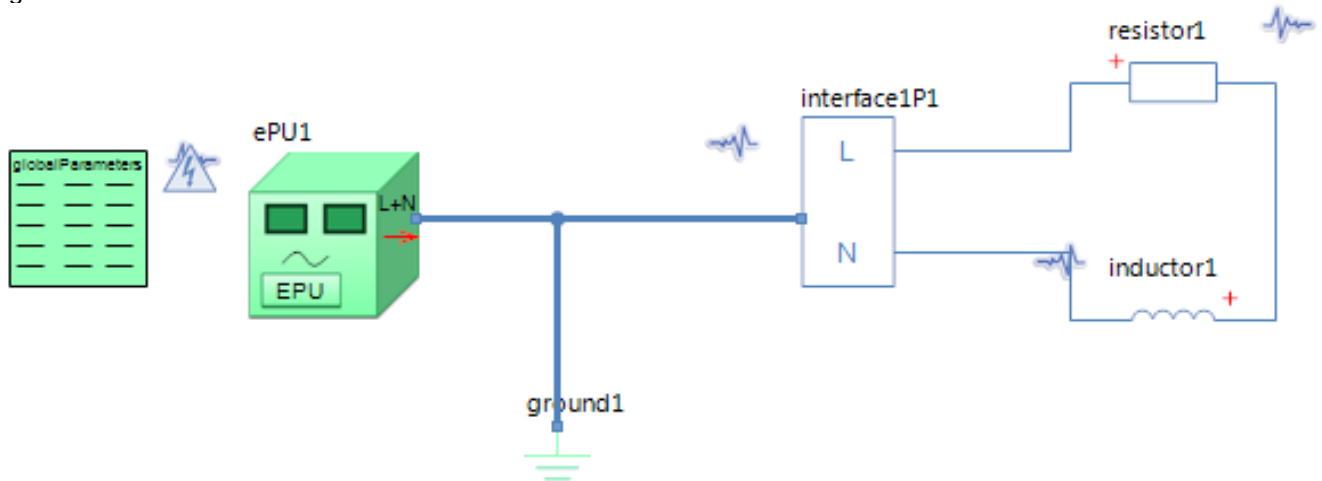 resistor1
interface1P1
ePU1
globalParameters
L
L+N
N
inductor1
EPU
ground1